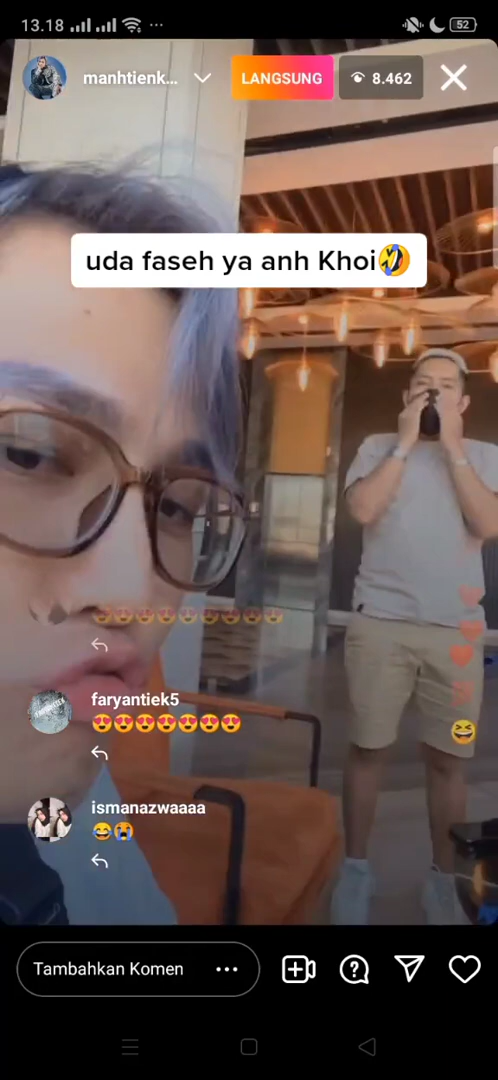 13.18
52
manhtienk...
LANGSUNG
8.462
uda faseh ya anh Khoi🤣
😍😍😍😍😍😍😍😍😍
faryantiek5
😍😍😍😍😍😍😍
ismanazwaaaa
😂😭
Tambahkan Komen